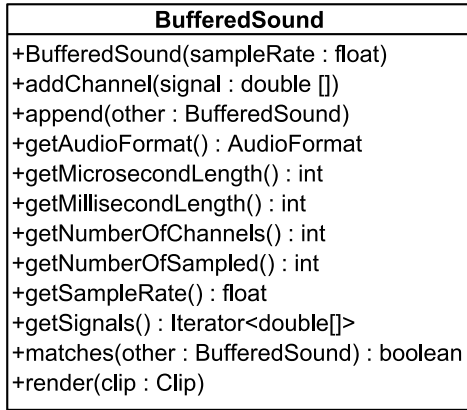 BufferedSound
+BufferedSound(sampleRate : float)
+addChannel(signal : double [])
+append(other : BufferedSound)
+getAudioFormat() : AudioFormat
+getMicrosecondLength() : int
+getMillisecondLength() : int
+getNumberOfChannels() : int
+getNumberOfSampled() : int
+getSampleRate() : float
+getSignals() : Iterator<double[]>
+matches(other : BufferedSound) : boolean
+render(clip : Clip)